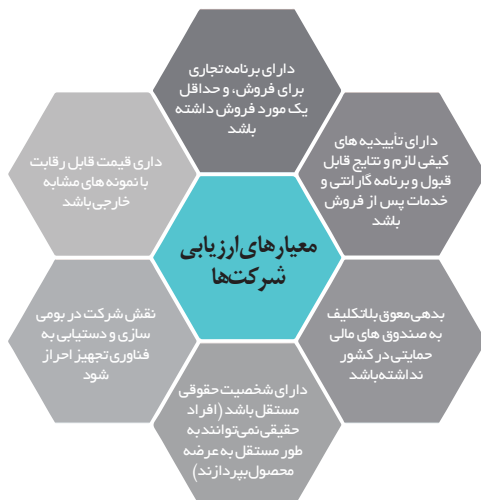 دارای برنامه تجاری
برای فروش، و حداقل
یک مورد فروش داشته
باشد
دارای تأییدیه های
کیفی لازم و نتایج قابل
قبول و برنامه گارانتی و
خدمات پس از فروش
باشد
داری قیمت قابل رقابت
با نمونه های مشابه
خارجی باشد
معیارهای ارزیابی
شرکت‌ها
بدهی معوق بلاتکلیف
به صندوق های مالی
حمایتی در کشور
نداشته باشد
نقش شرکت در بومی
سازی و دستیابی به
فناوری تجهیز احراز
شود
دارای شخصیت حقوقی
مستقل باشد (افراد
حقیقی نمی‌توانند به
طور مستقل به عرضه
محصول بپردازند)